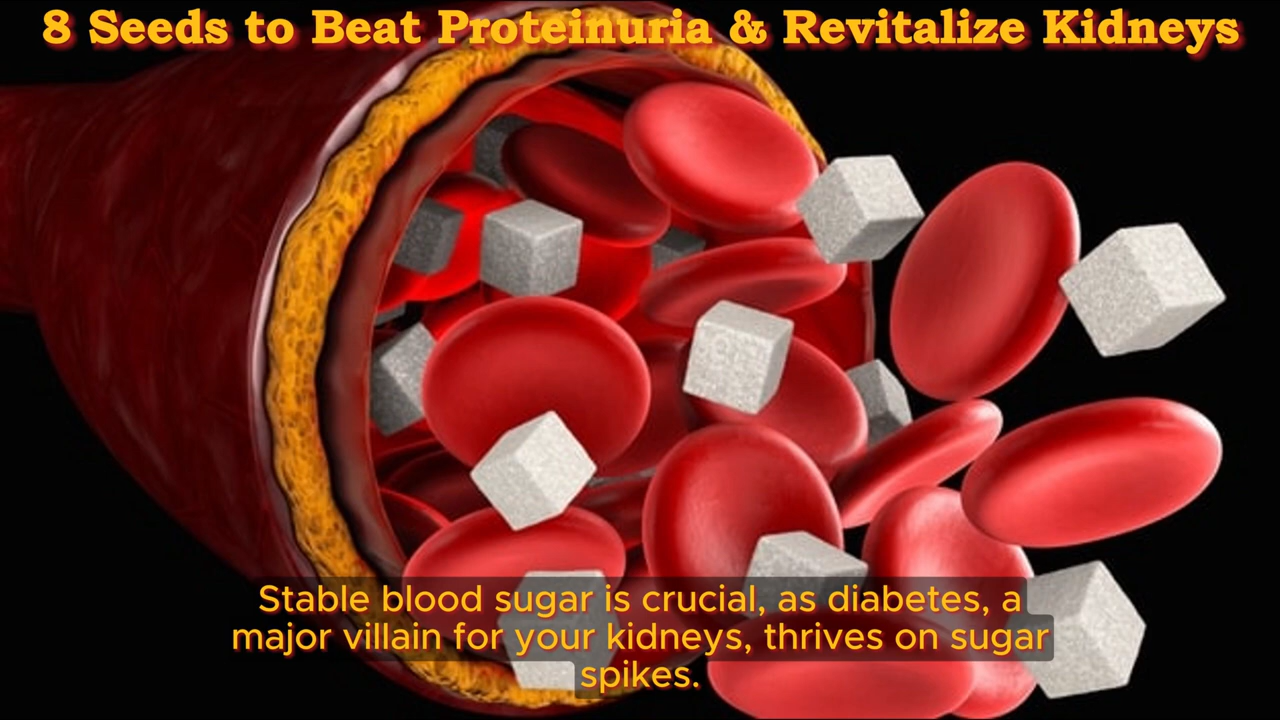 8 Seeds to Beat Proteinuria & Revitalize Kidneys
Stable blood sugar is crucial, as diabetes, a
major villain for your kidneys, thrives on sugar
spikes.